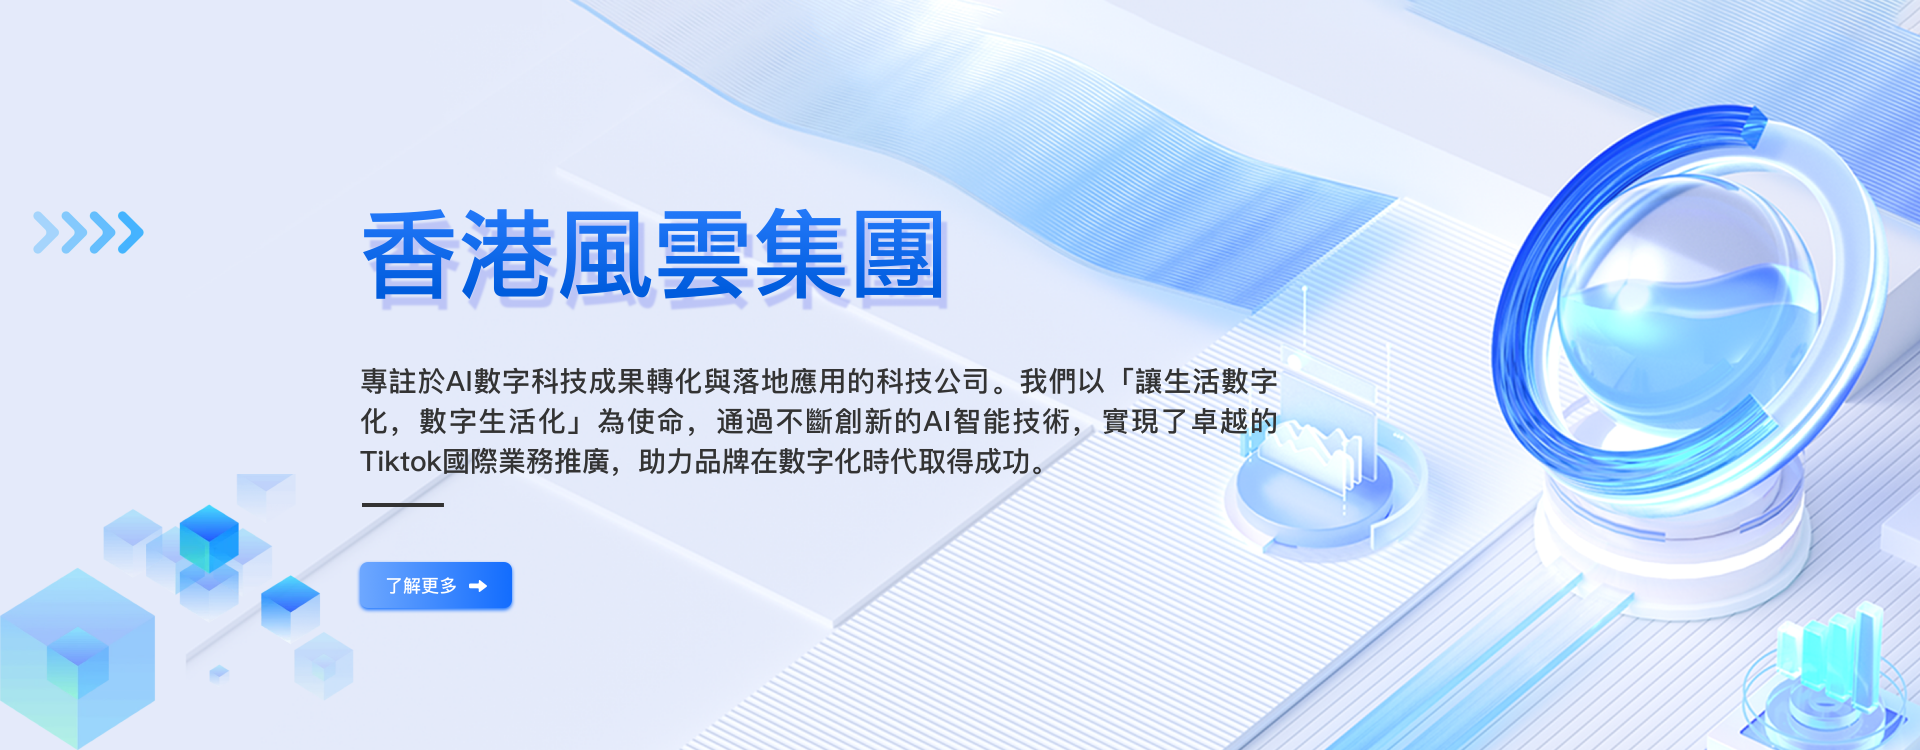 香港風雲集團
專註於AI數字科技成果轉化與落地應用的科技公司。我們以「讓生活數字
化，數字生活化」為使命，通過不斷創新的AI智能技術，實現了卓越的
Tiktok國際業務推廣，助力品牌在數字化時代取得成功。
了解更多